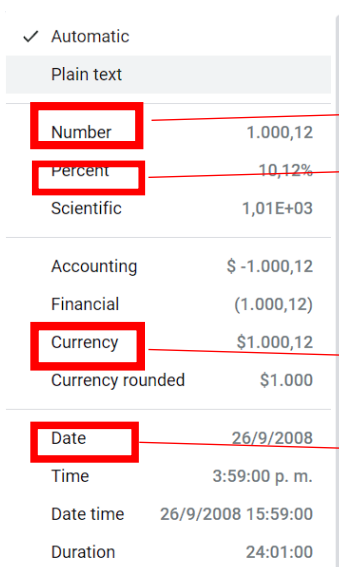 Automatic
Plain text
Number 1.000,12
Percent 10,12%
Scientific 1,01E+03
Accounting $ -1.000,12
Financial (1.000,12)
Currency $1.000,12
Currency rounded $1.000
Date 26/9/2008
Time 3:59:00 p. m.
Date time 26/9/2008 15:59:00
Duration 24:01:00